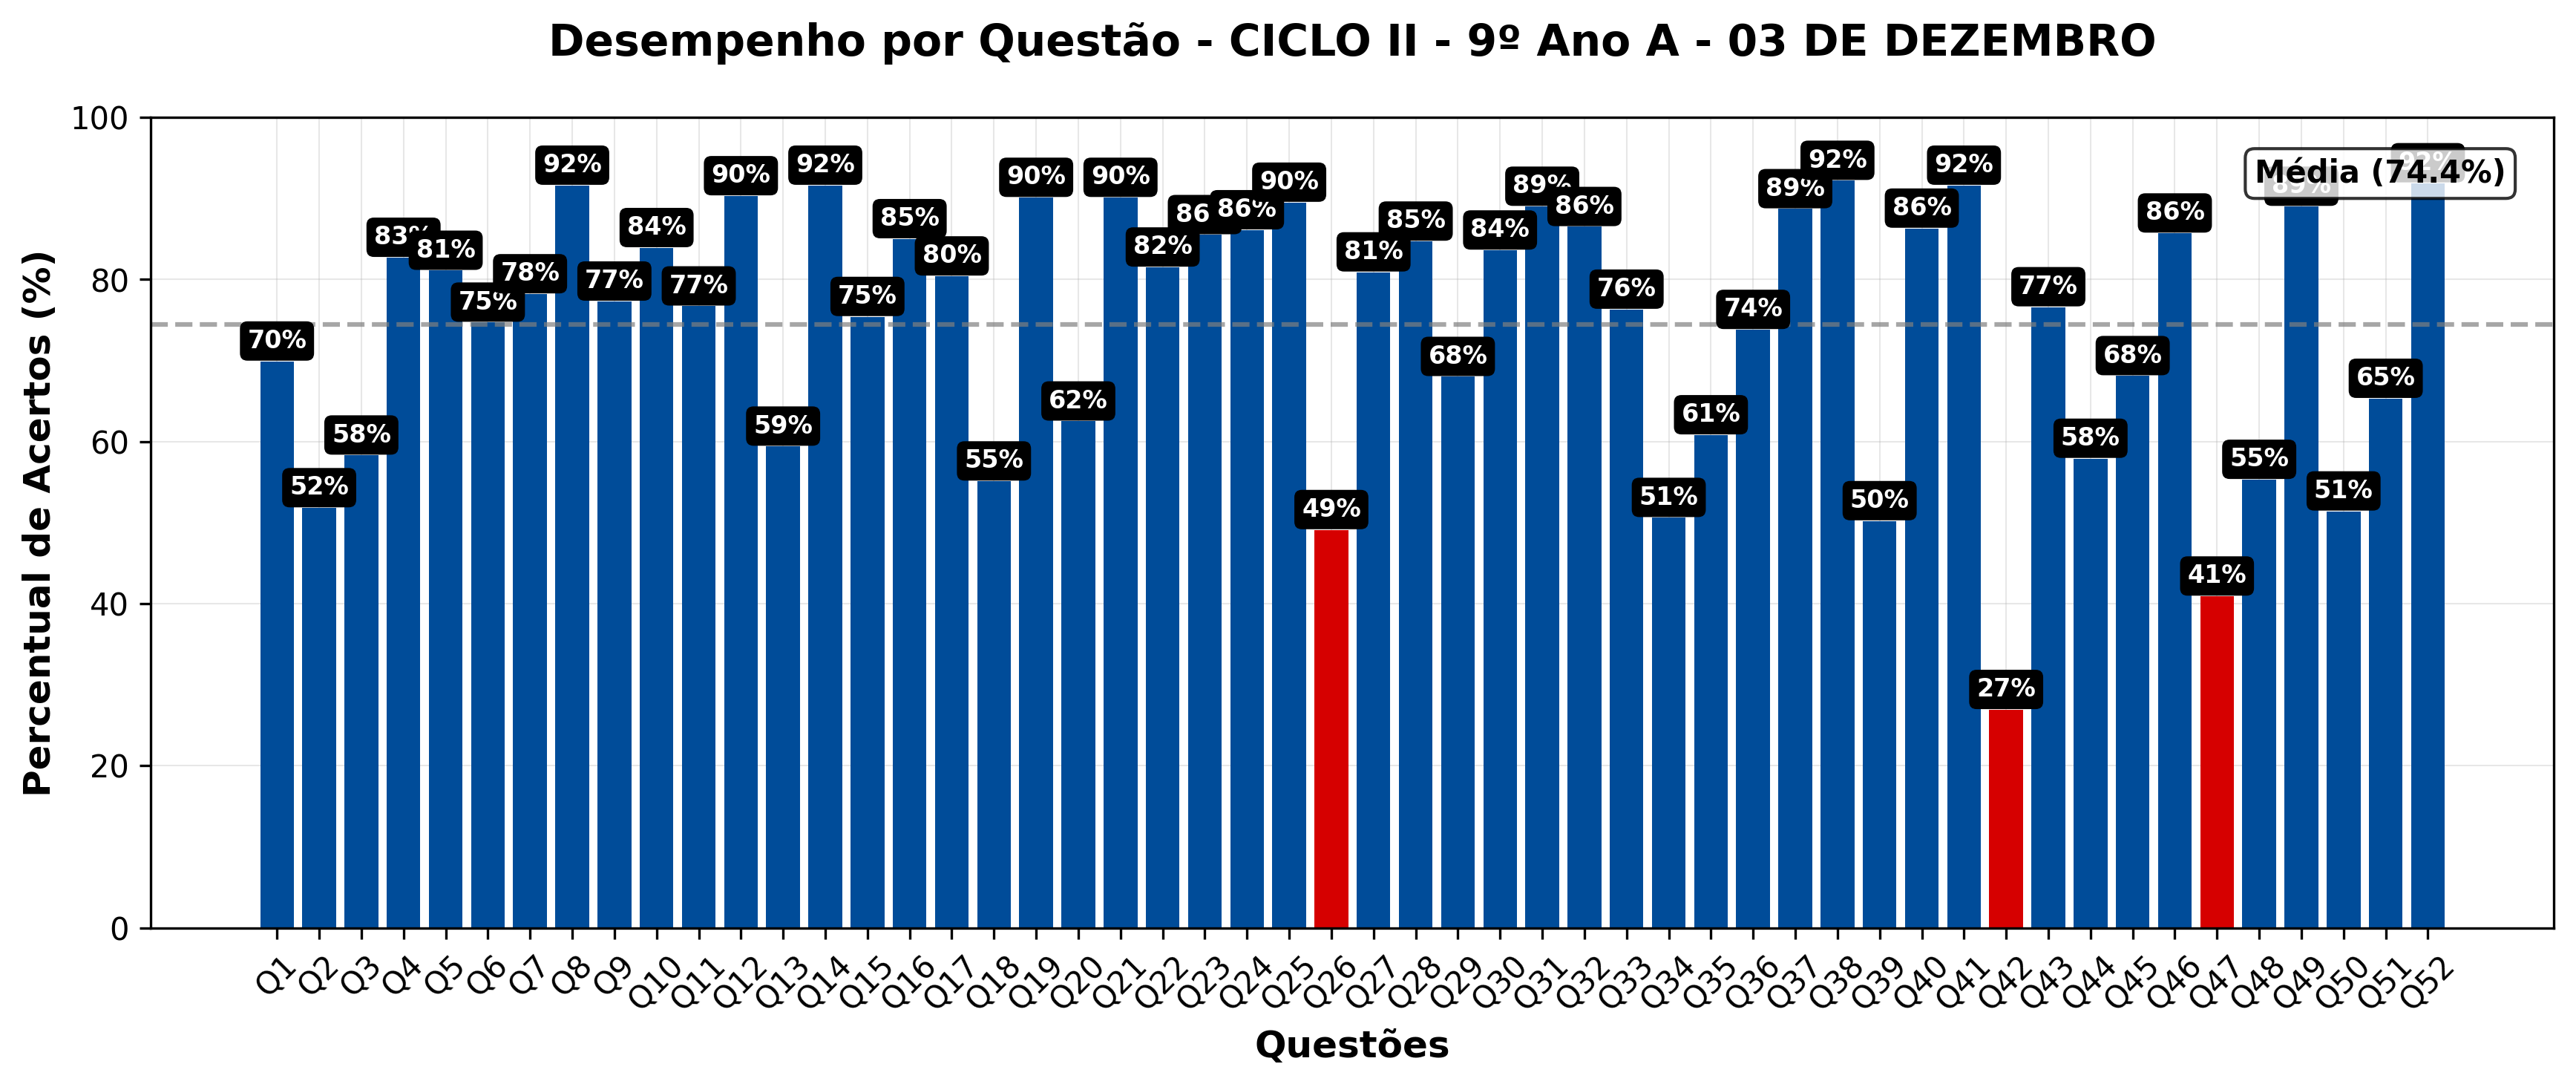 Desempenho por Questão - CICLO II - 9º Ano A - 03 DE DEZEMBRO
Percentual de Acertos (%)
100
80
60
40
20
0
70%
52%
58%
83%
81%
75%
78%
92%
77%
84%
77%
90%
59%
92%
75%
85%
80%
55%
90%
62%
90%
82%
86
86%
90%
49%
81%
85%
68%
84%
89%
86%
76%
51%
61%
74%
89%
92%
50%
86%
92%
27%
77%
58%
68%
86%
41%
55%
89%
51%
65%
92%
Média (74.4%)
Q1
Q2
Q3
Q4
Q5
Q6
Q7
Q8
Q9
Q10
Q11
Q12
Q13
Q14
Q15
Q16
Q17
Q18
Q19
Q20
Q21
Q22
Q23
Q24
Q25
Q26
Q27
Q28
Q29
Q30
Q31
Q32
Q33
Q34
Q35
Q36
Q37
Q38
Q39
Q40
Q41
Q42
Q43
Q44
Q45
Q46
Q47
Q48
Q49
Q50
Q51
Q52
Questões